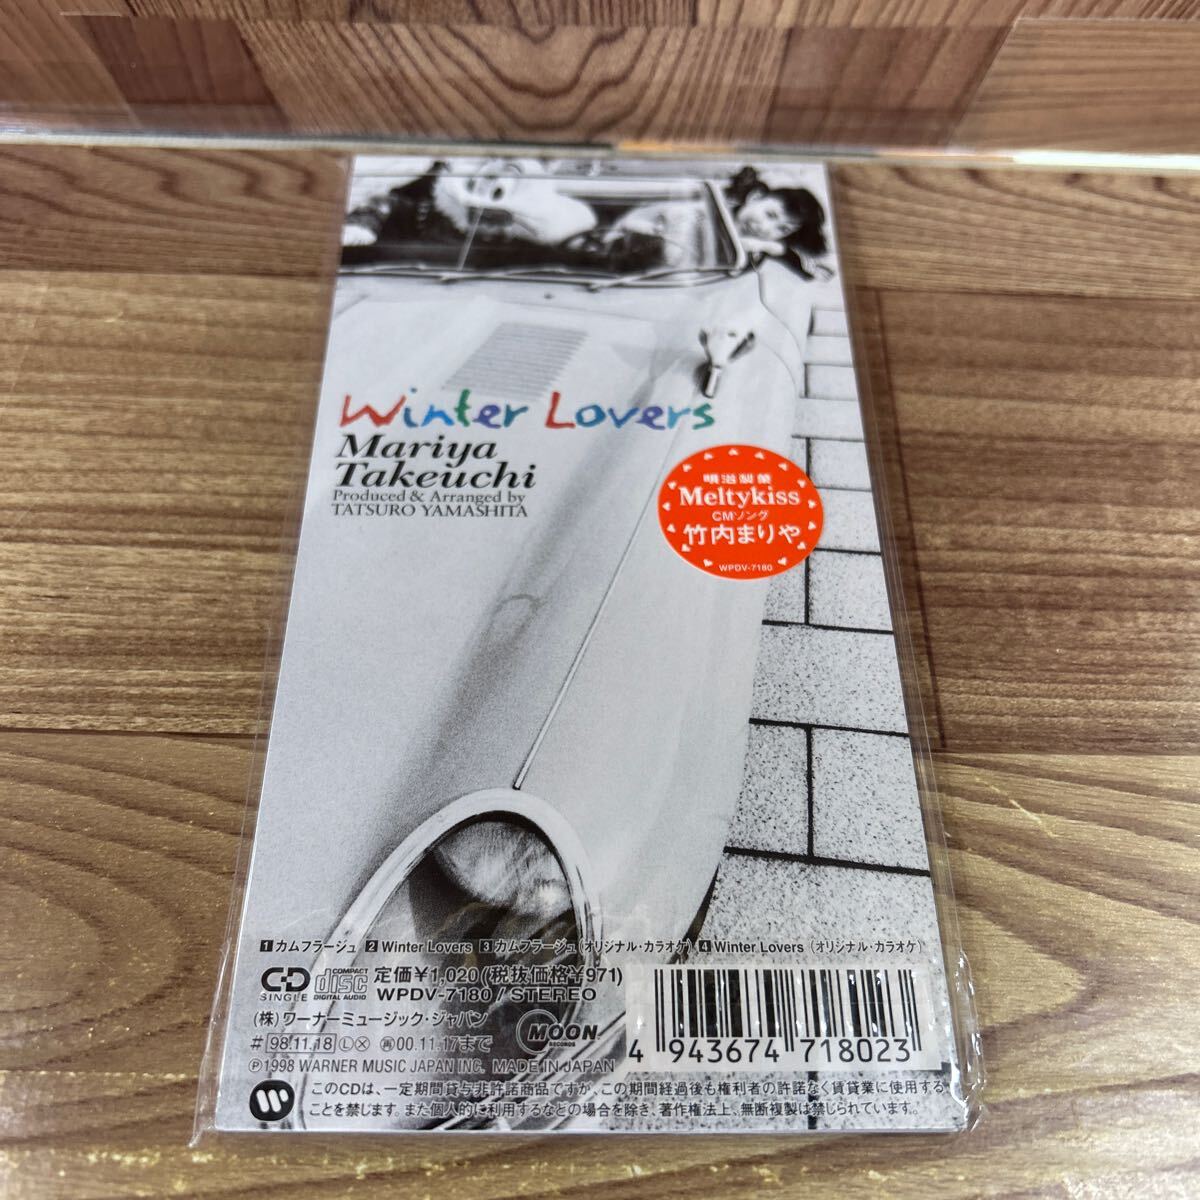 Winter Lovers
Mariya
Takeuchi
Produced & Arranged by
TATSURO YAMASHITA
明治製菓
Meltykiss
CMソング
竹内まりや
WPDV-7180
1 カムフラージュ 2 Winter Lovers 3 カムフラージュ(オリジナル・カラオケ) 4 Winter Lovers (オリジナル・カラオケ)
CD SINGLE COMPACT disc DIGITAL AUDIO 定価¥1,020(税抜価格¥971)
WPDV-7180 / STEREO
(株)ワーナーミュージック・ジャパン
MOON RECORDS
# 98.11.18 Ⓛ Ⓧ 再 00.11.17まで
4 943674 718023
Ⓟ1998 WARNER MUSIC JAPAN INC. MADE IN JAPAN
このCDは、一定期間貸与非許諾商品ですが、この期間経過後も権利者の許諾なく賃貸業に使用する
ことを禁じます。また個人的に利用するなどの場合を除き、著作権法上、無断複製は禁じられています。